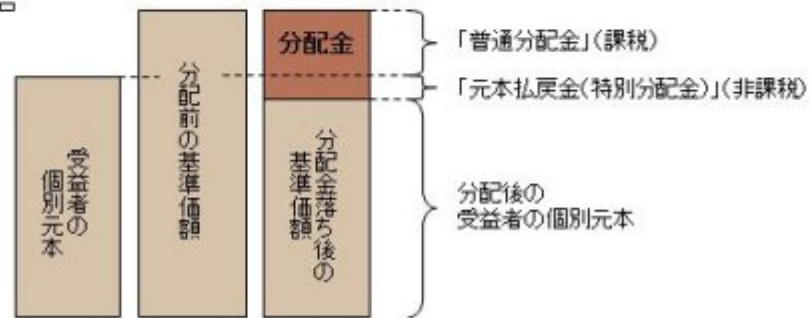 受益者の
個別元本
分配前の基準価額
分配金
分配金落ち後の
基準価額
「普通分配金」(課税)
「元本払戻金(特別分配金)」(非課税)
分配後の
受益者の個別元本